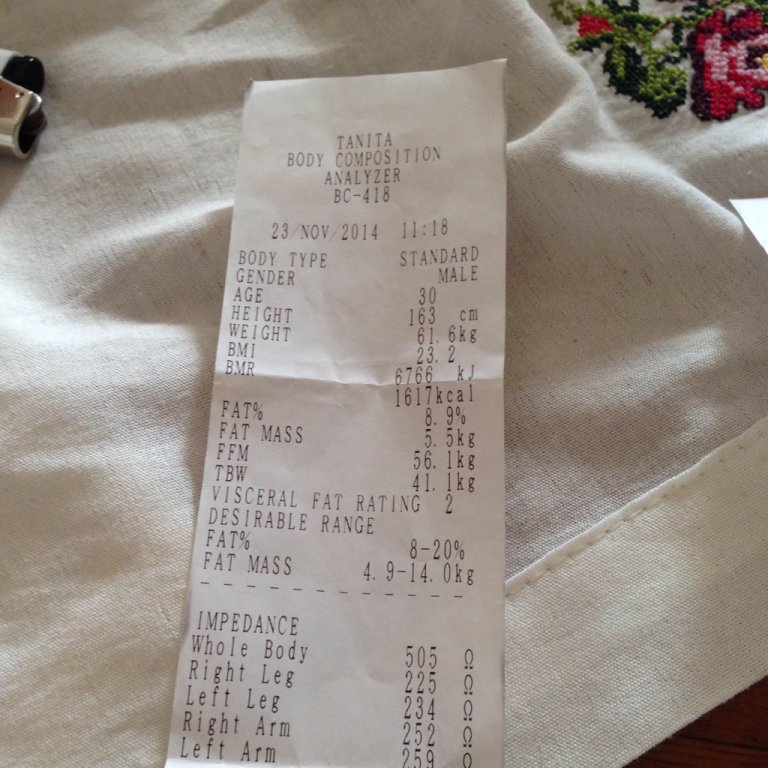 TANITA
BODY COMPOSITION
ANALYZER
BC-418
23/NOV/2014 11:18
BODY TYPE STANDARD
GENDER MALE
AGE 30
HEIGHT 163 cm
WEIGHT 61.6kg
BMI 23.2
BMR 6766 kJ
1617kcal
FAT% 8.9%
FAT MASS 5.5kg
FFM 56.1kg
TBW 41.1kg
VISCERAL FAT RATING 2
DESIRABLE RANGE
FAT% 8-20%
FAT MASS 4.9-14.0kg
- - - - - - - - - - - - -
IMPEDANCE
Whole Body 505 Ω
Right Leg 225 Ω
Left Leg 234 Ω
Right Arm 252 Ω
Left Arm 259 Ω